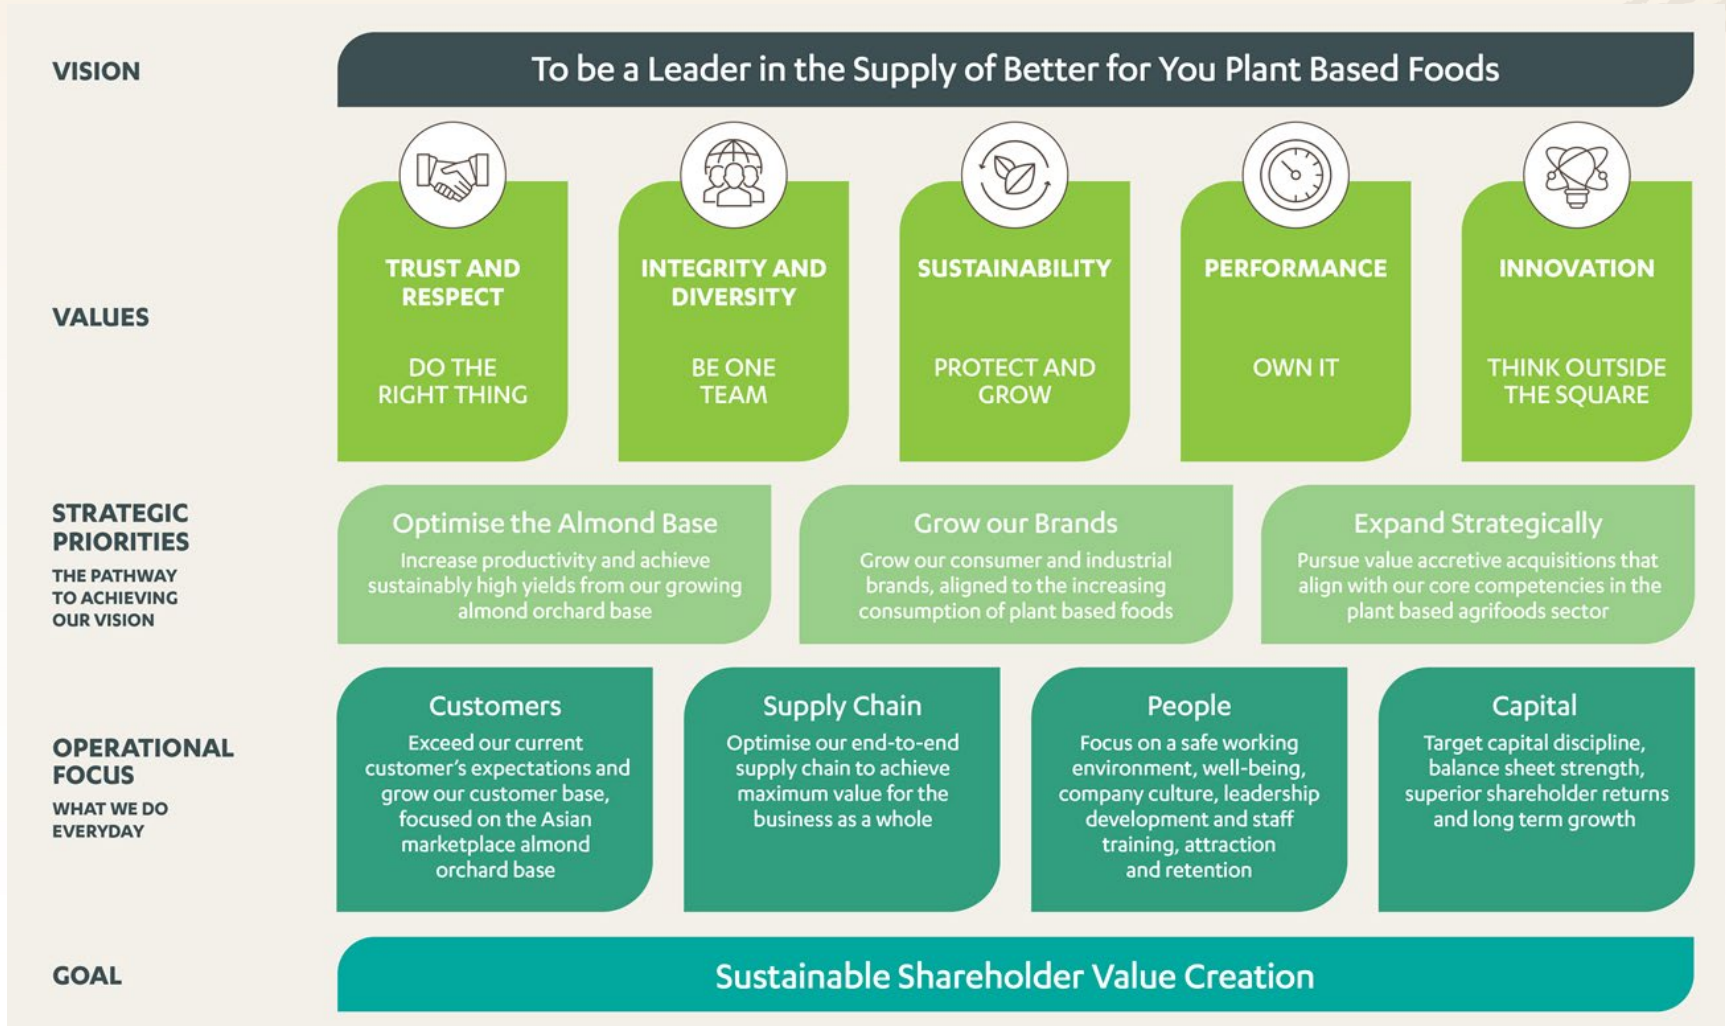 VISION
To be a Leader in the Supply of Better for You Plant Based Foods
VALUES
TRUST AND
RESPECT
DO THE
RIGHT THING
INTEGRITY AND
DIVERSITY
BE ONE
TEAM
SUSTAINABILITY
PROTECT AND
GROW
PERFORMANCE
OWN IT
INNOVATION
THINK OUTSIDE
THE SQUARE
STRATEGIC
PRIORITIES
THE PATHWAY
TO ACHIEVING
OUR VISION
Optimise the Almond Base
Increase productivity and achieve
sustainably high yields from our growing
almond orchard base
Grow our Brands
Grow our consumer and industrial
brands, aligned to the increasing
consumption of plant based foods
Expand Strategically
Pursue value accretive acquisitions that
align with our core competencies in the
plant based agrifoods sector
OPERATIONAL
FOCUS
WHAT WE DO
EVERYDAY
Customers
Exceed our current
customer's expectations and
grow our customer base,
focused on the Asian
marketplace almond
orchard base
Supply Chain
Optimise our end-to-end
supply chain to achieve
maximum value for the
business as a whole
People
Focus on a safe working
environment, well-being,
company culture, leadership
development and staff
training, attraction
and retention
Capital
Target capital discipline,
balance sheet strength,
superior shareholder returns
and long term growth
GOAL
Sustainable Shareholder Value Creation